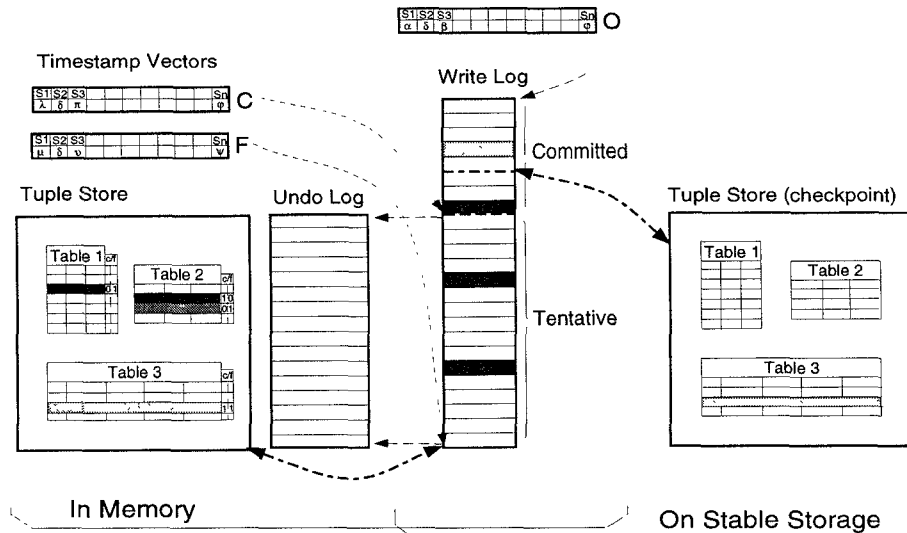 S1 S2 S3 Sn
α δ β φ
O
Timestamp Vectors
Write Log
S1 S2 S3 Sn
λ δ π φ
C
S1 S2 S3 Sn
μ δ υ ψ
F
Committed
Tuple Store
Undo Log
Tuple Store (checkpoint)
Table 1 c/f
01
Table 2 c/f
10
01
Table 1
Table 2
Tentative
Table 3 c/f
11
Table 3
In Memory
On Stable Storage